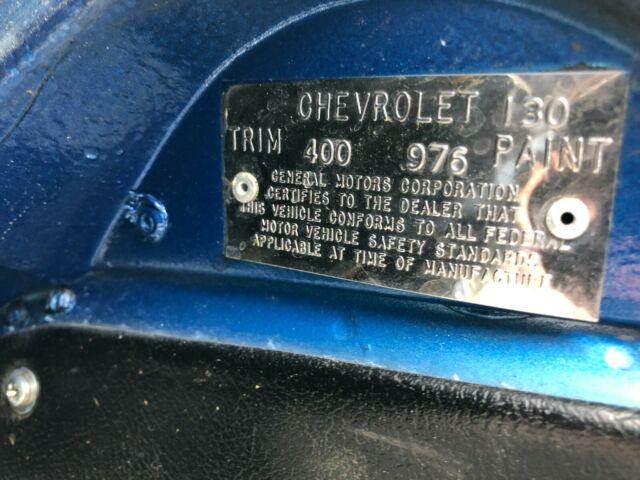 CHEVROLET 130
TRIM 400 976 PAINT
GENERAL MOTORS CORPORATION
CERTIFIES TO THE DEALER THAT
THIS VEHICLE CONFORMS TO ALL FEDERAL
MOTOR VEHICLE SAFETY STANDARDS
APPLICABLE AT TIME OF MANUFACTURE